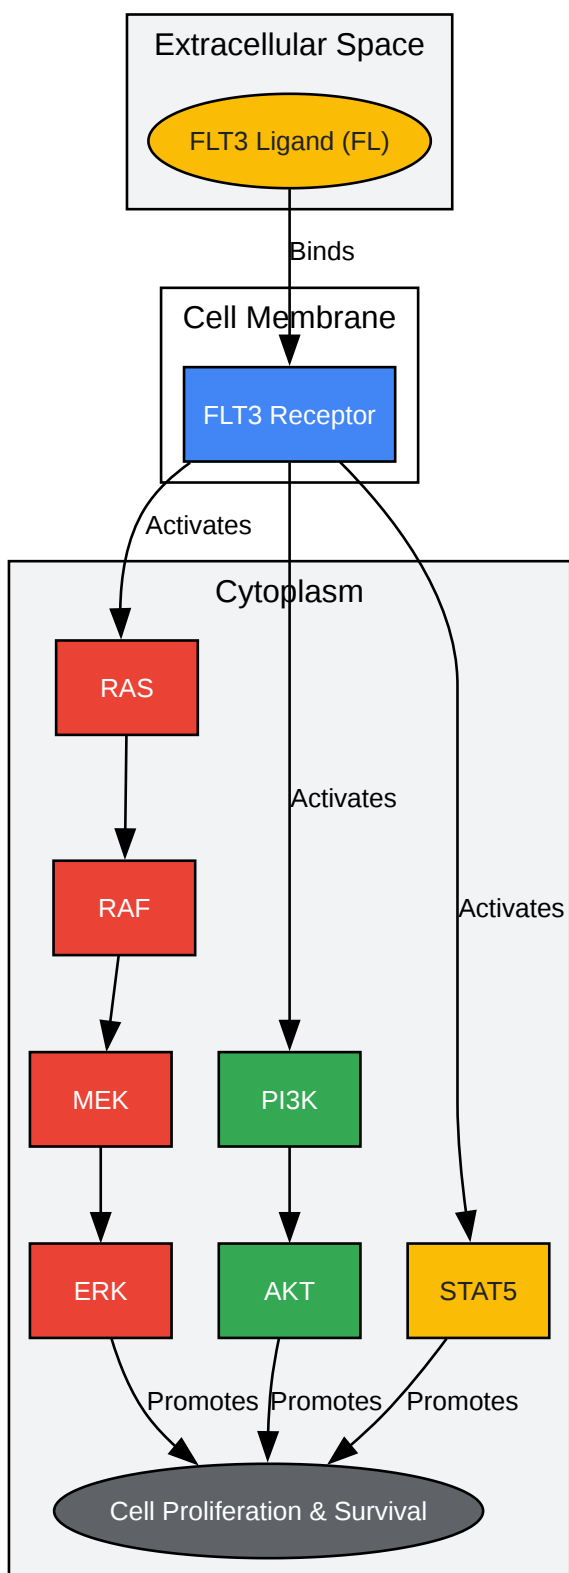 Extracellular Space
FLT3 Ligand (FL)
Binds
Cell Membrane
FLT3 Receptor
Activates
Cytoplasm
RAS
Activates
RAF
Activates
MEK
PI3K
ERK
AKT
STAT5
Promotes
Promotes
Promotes
Cell Proliferation & Survival